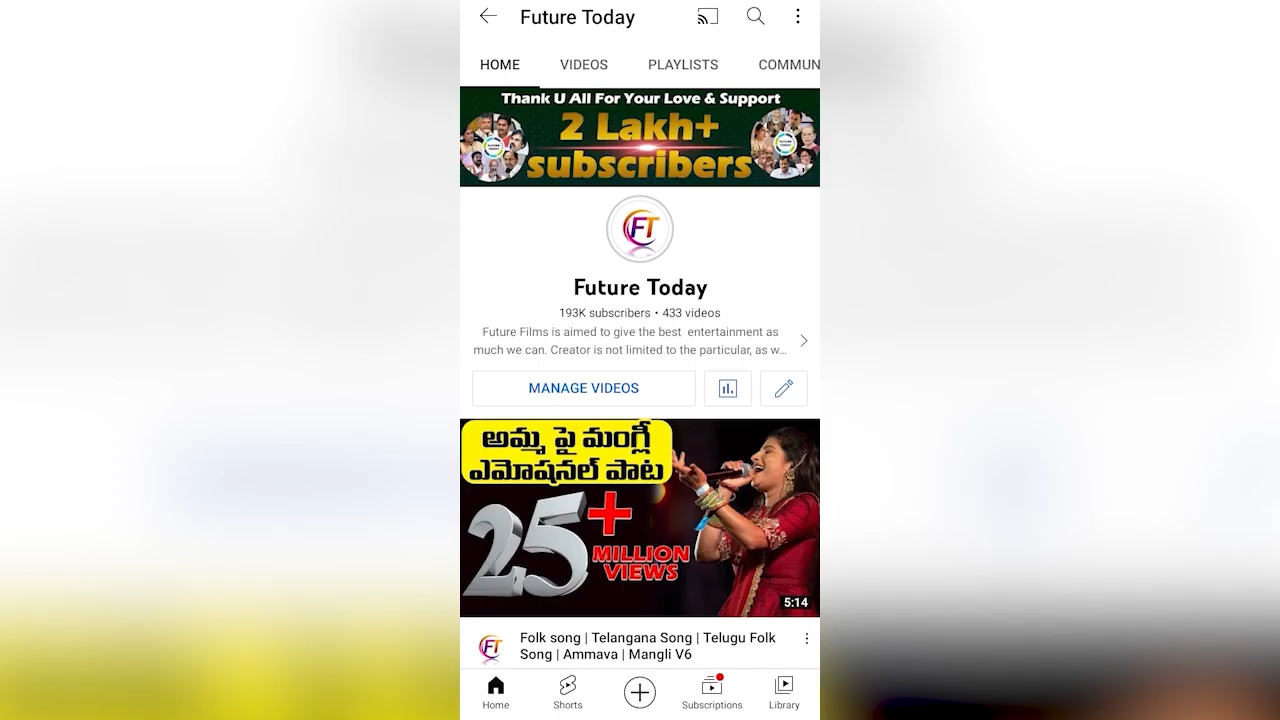 Future Today
HOME VIDEOS PLAYLISTS COMMUN
Thank U All For Your Love & Support
2 Lakh+
subscribers
FT
Future Today
193K subscribers • 433 videos
Future Films is aimed to give the best entertainment as
much we can. Creator is not limited to the particular, as w...
MANAGE VIDEOS
అమ్మ పై మంగ్లీ
ఎమోషనల్ పాట
25+
MILLION
VIEWS
5:14
FT
Folk song | Telangana Song | Telugu Folk
Song | Ammava | Mangli V6
Home Shorts Subscriptions Library